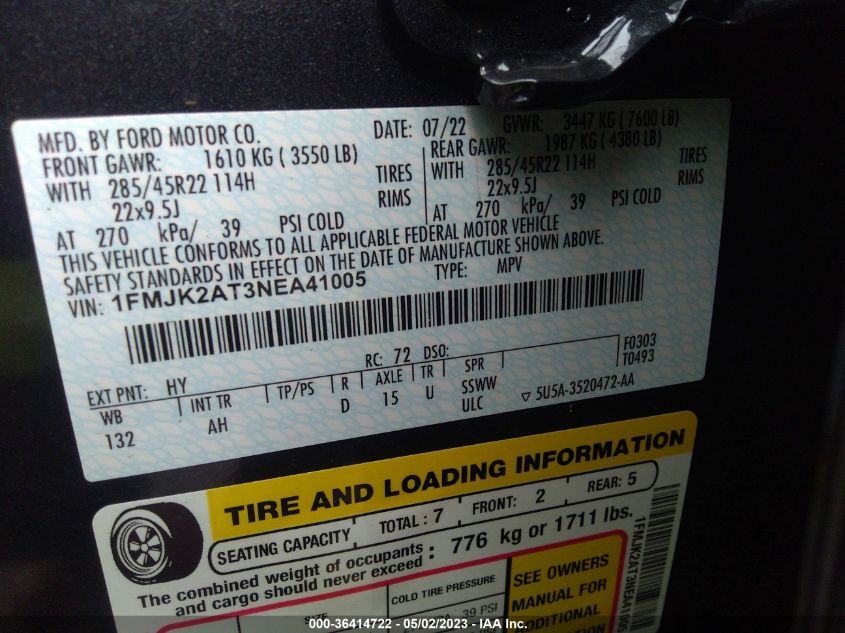 MFD. BY FORD MOTOR CO. DATE: 07/22 GVWR: 3447 KG ( 7600 LB)
FRONT GAWR: 1610 KG ( 3550 LB) REAR GAWR: 1987 KG ( 4380 LB)
WITH 285/45R22 114H TIRES WITH 285/45R22 114H TIRES
22x9.5J RIMS 22x9.5J RIMS
AT 270 kPa/ 39 PSI COLD AT 270 kPa/ 39 PSI COLD
THIS VEHICLE CONFORMS TO ALL APPLICABLE FEDERAL MOTOR VEHICLE
SAFETY STANDARDS IN EFFECT ON THE DATE OF MANUFACTURE SHOWN ABOVE.
VIN: 1FMJK2AT3NEA41005 TYPE: MPV
F0303
RC: 72 DSO: T0493
EXT PNT: HY
WB INT TR TP/PS R AXLE TR SPR
132 AH D 15 U SSWW
ULC ▽ 5U5A-3520472-AA
TIRE AND LOADING INFORMATION
SEATING CAPACITY TOTAL : 7 FRONT: 2 REAR: 5
The combined weight of occupants
and cargo should never exceed : 776 kg or 1711 lbs.
SIZE COLD TIRE PRESSURE
39 PSI
SEE OWNERS
MANUAL FOR
ADDITIONAL
1FMJK2AT3NEA41005
000-36414722 - 05/02/2023 - IAA Inc.